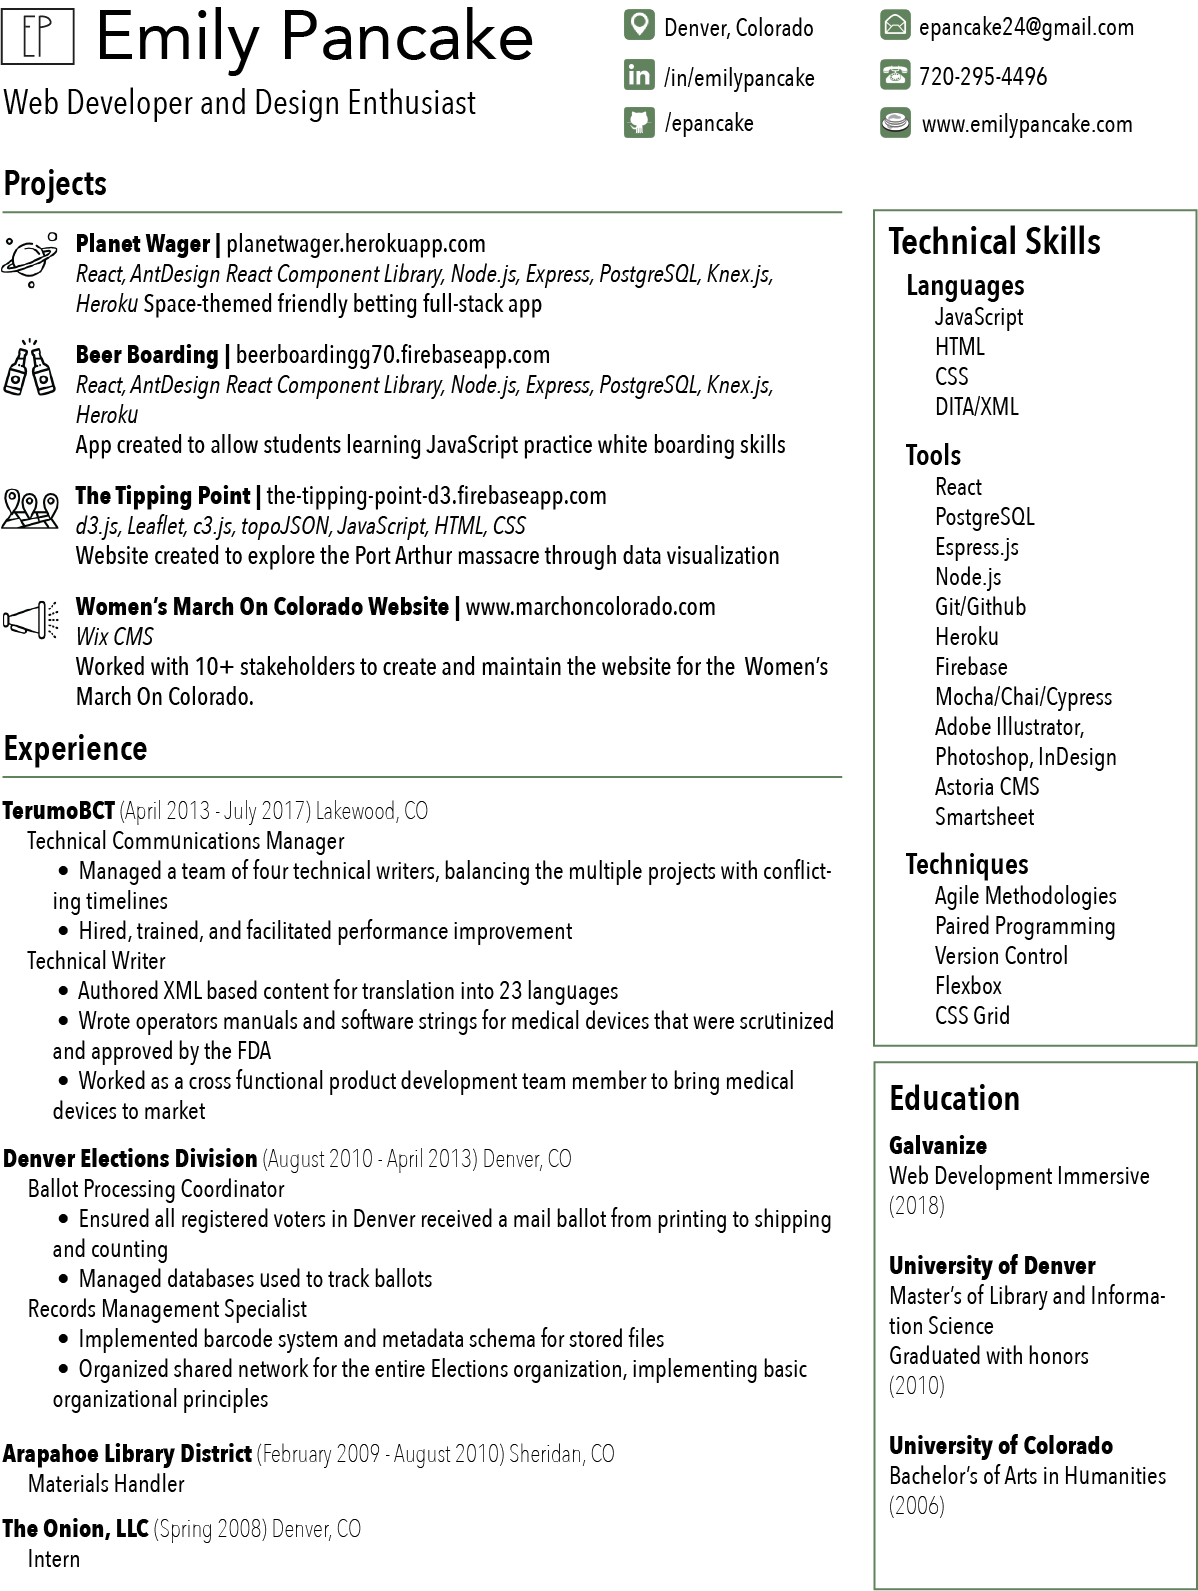 EP
Emily Pancake
Web Developer and Design Enthusiast
Denver, Colorado
/in/emilypancake
/epancake
epancake24@gmail.com
720-295-4496
www.emilypancake.com
Projects
Planet Wager | planetwager.herokuapp.com
React, AntDesign React Component Library, Node.js, Express, PostgreSQL, Knex.js,
Heroku Space-themed friendly betting full-stack app
Beer Boarding | beerboardingg70.firebaseapp.com
React, AntDesign React Component Library, Node.js, Express, PostgreSQL, Knex.js,
Heroku
App created to allow students learning JavaScript practice white boarding skills
The Tipping Point | the-tipping-point-d3.firebaseapp.com
d3.js, Leaflet, c3.js, topoJSON, JavaScript, HTML, CSS
Website created to explore the Port Arthur massacre through data visualization
Women's March On Colorado Website | www.marchoncolorado.com
Wix CMS
Worked with 10+ stakeholders to create and maintain the website for the Women's
March On Colorado.
Experience
TerumoBCT (April 2013 - July 2017) Lakewood, CO
Technical Communications Manager
• Managed a team of four technical writers, balancing the multiple projects with conflict-
ing timelines
• Hired, trained, and facilitated performance improvement
Technical Writer
• Authored XML based content for translation into 23 languages
• Wrote operators manuals and software strings for medical devices that were scrutinized
and approved by the FDA
• Worked as a cross functional product development team member to bring medical
devices to market
Denver Elections Division (August 2010 - April 2013) Denver, CO
Ballot Processing Coordinator
• Ensured all registered voters in Denver received a mail ballot from printing to shipping
and counting
• Managed databases used to track ballots
Records Management Specialist
• Implemented barcode system and metadata schema for stored files
• Organized shared network for the entire Elections organization, implementing basic
organizational principles
Arapahoe Library District (February 2009 - August 2010) Sheridan, CO
Materials Handler
The Onion, LLC (Spring 2008) Denver, CO
Intern
Technical Skills
Languages
JavaScript
HTML
CSS
DITA/XML
Tools
React
PostgreSQL
Espress.js
Node.js
Git/Github
Heroku
Firebase
Mocha/Chai/Cypress
Adobe Illustrator,
Photoshop, InDesign
Astoria CMS
Smartsheet
Techniques
Agile Methodologies
Paired Programming
Version Control
Flexbox
CSS Grid
Education
Galvanize
Web Development Immersive
(2018)
University of Denver
Master's of Library and Informa-
tion Science
Graduated with honors
(2010)
University of Colorado
Bachelor's of Arts in Humanities
(2006)